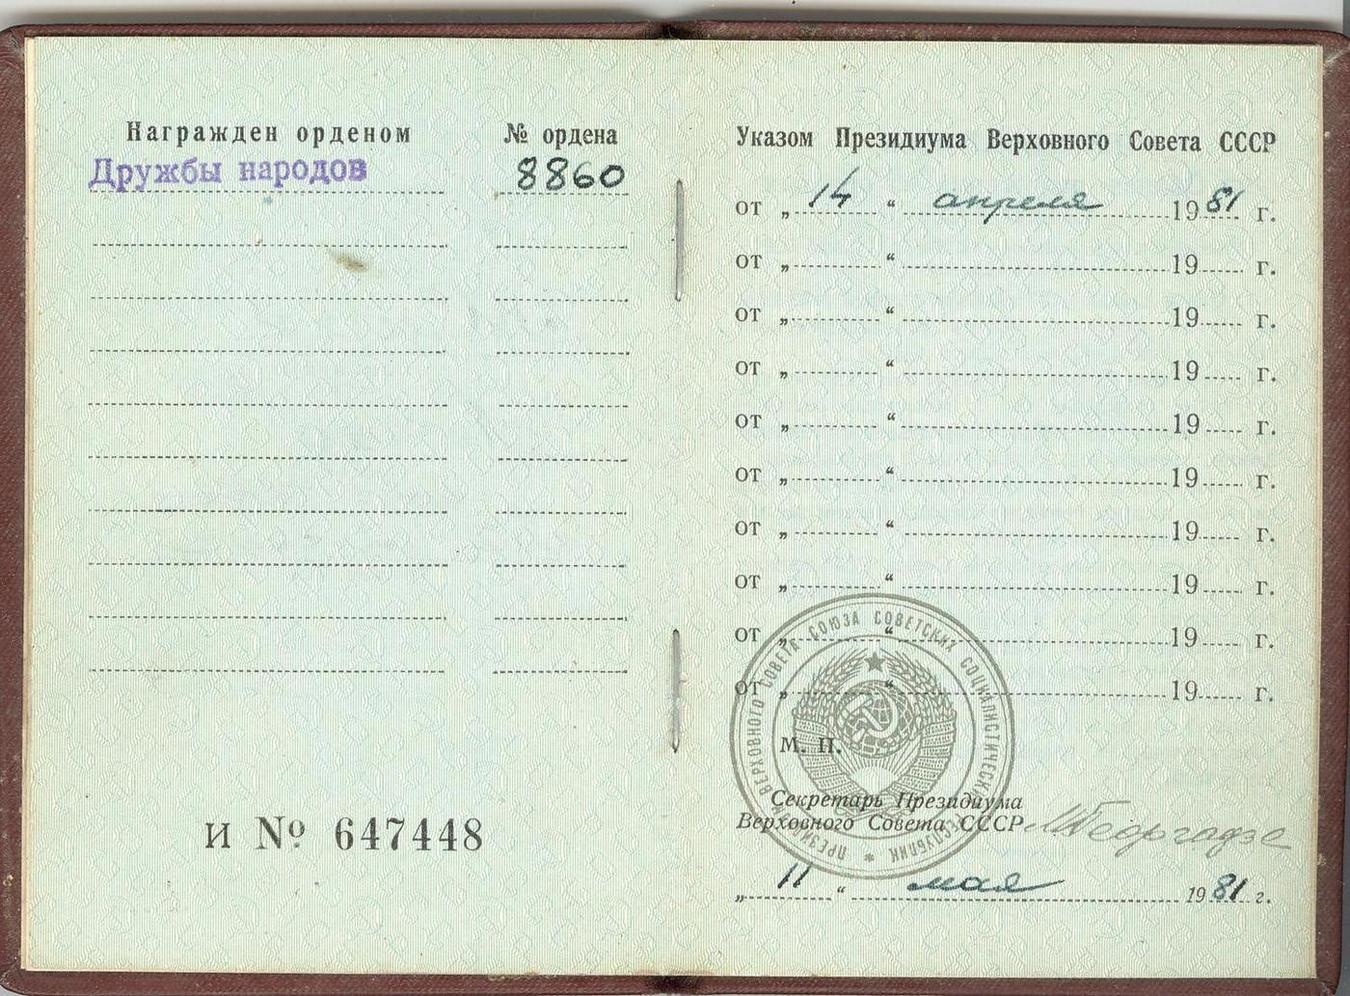 Награжден орденом
Дружбы народов
№ ордена
8860
И № 647448
Указом Президиума Верховного Совета СССР
от „ 14 “ апреля 1981 г.
от „ “ 19 г.
от „ “ 19 г.
от „ “ 19 г.
от „ “ 19 г.
от „ “ 19 г.
от „ “ 19 г.
от „ “ 19 г.
от „ “ 19 г.
от „ “ 19 г.
М. П.
ПРЕЗИДИУМ ВЕРХОВНОГО СОВЕТА СОЮЗА СОВЕТСКИХ СОЦИАЛИСТИЧЕСКИХ РЕСПУБЛИК
Секретарь Президиума
Верховного Совета СССР МГеоргадзе
„ 11 “ мая 1981 г.